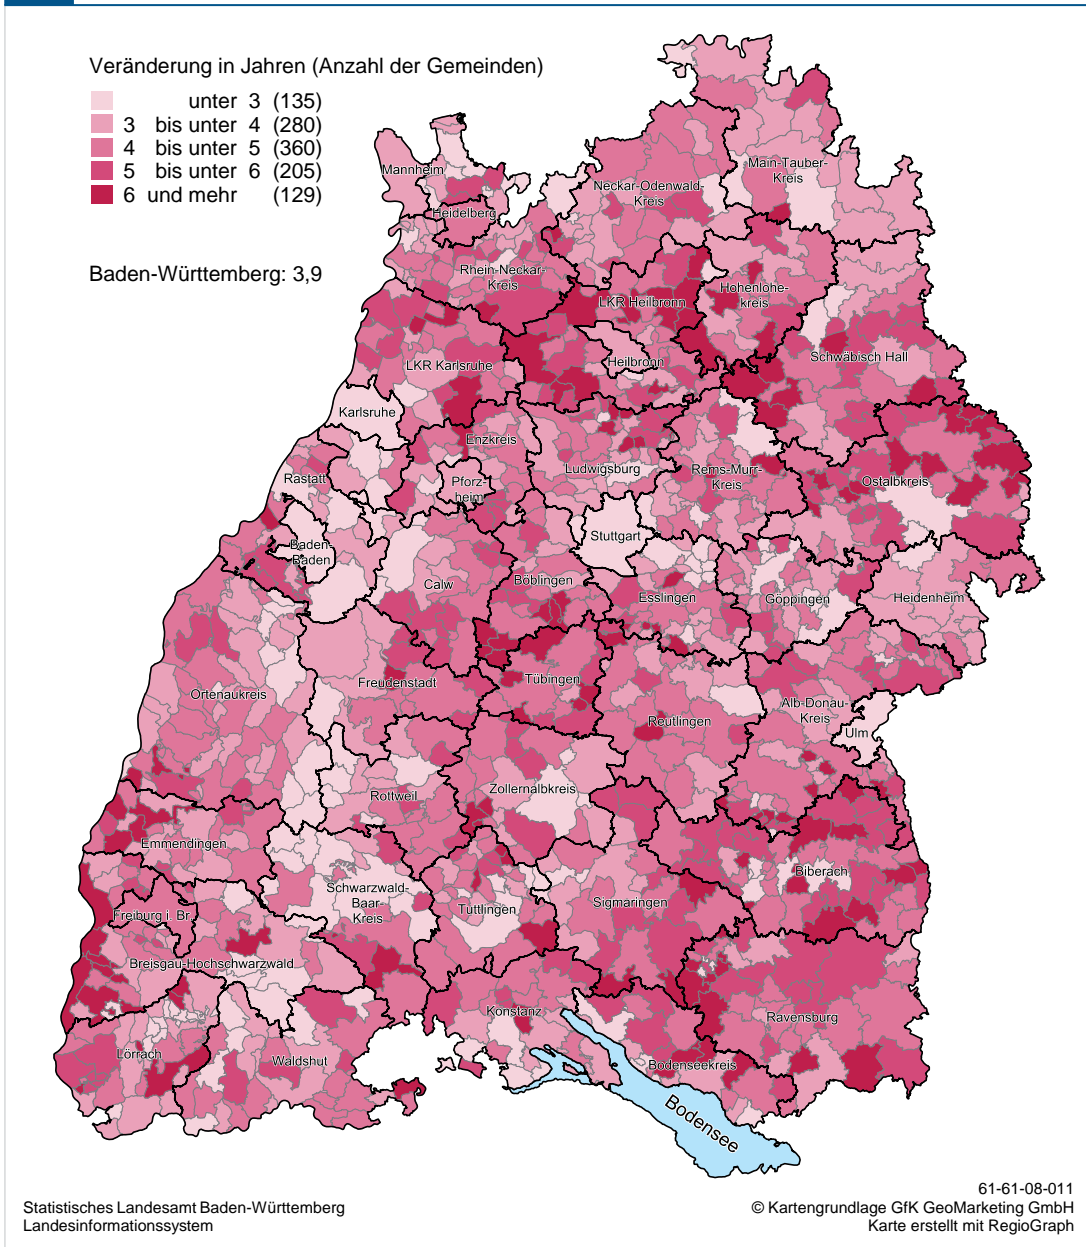 Veränderung in Jahren (Anzahl der Gemeinden)
unter 3 (135)
3 bis unter 4 (280)
4 bis unter 5 (360)
5 bis unter 6 (205)
6 und mehr (129)
Baden-Württemberg: 3,9
Mannheim
Main-Tauber-
Kreis
Neckar-Odenwald-
Kreis
Heidelberg
Rhein-Neckar-
Kreis
LKR Heilbronn
Hohenlohe-
kreis
Schwäbisch Hall
Heilbronn
LKR Karlsruhe
Karlsruhe
Enzkreis
Ludwigsburg
Rems-Murr-
Kreis
Ostalbkreis
Rastatt
Pforz-
heim
Stuttgart
Baden-
Baden
Calw
Böblingen
Esslingen
Göppingen
Heidenheim
Ortenaukreis
Freudenstadt
Tübingen
Reutlingen
Alb-Donau-
Kreis
Ulm
Rottweil
Zollernalbkreis
Emmendingen
Biberach
Schwarzwald-
Baar-
Kreis
Tuttlingen
Sigmaringen
Freiburg i. Br.
Breisgau-Hochschwarzwald
Konstanz
Ravensburg
Lörrach
Waldshut
Bodenseekreis
Bodensee
61-61-08-011
Statistisches Landesamt Baden-Württemberg
Landesinformationssystem
© Kartengrundlage GfK GeoMarketing GmbH
Karte erstellt mit RegioGraph